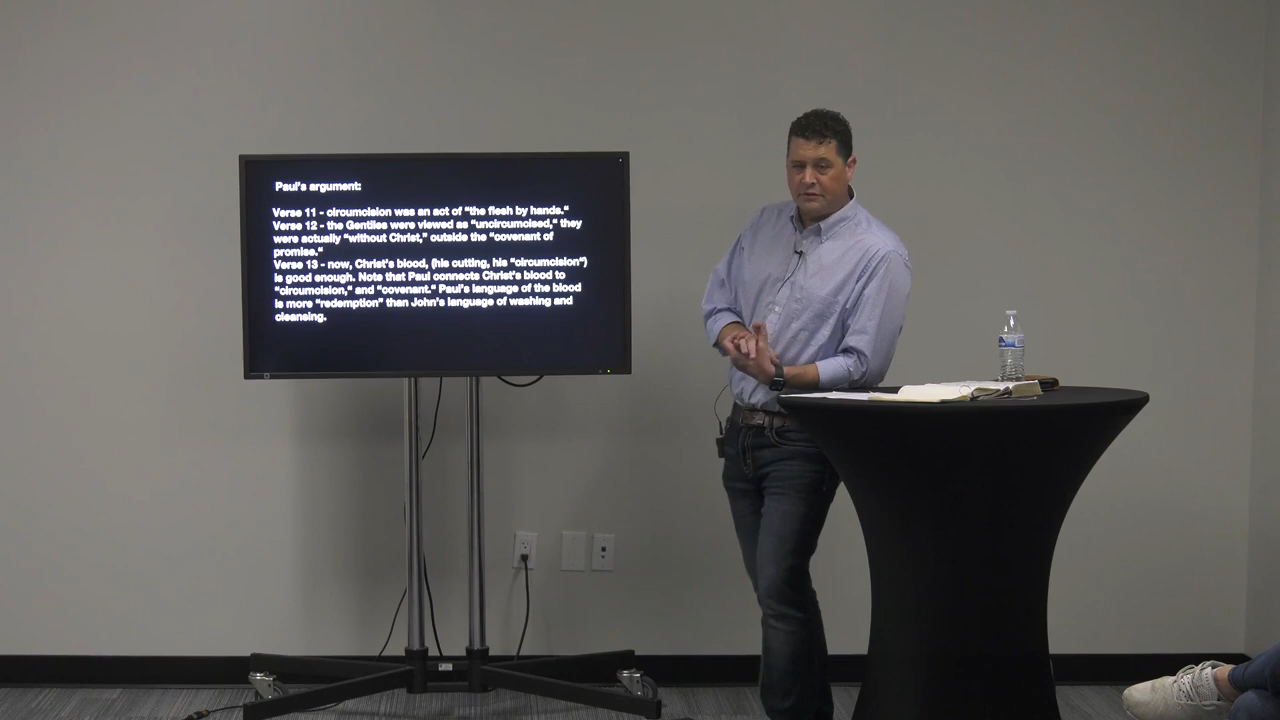 Paul's argument:
Verse 11 - circumcision was an act of "the flesh by hands."
Verse 12 - the Gentiles were viewed as "uncircumcised," they
were actually "without Christ," outside the "covenant of
promise."
Verse 13 - now, Christ's blood, (his cutting, his "circumcision")
is good enough. Note that Paul connects Christ's blood to
"circumcision," and "covenant." Paul's language of the blood
is more "redemption" than John's language of washing and
cleansing.